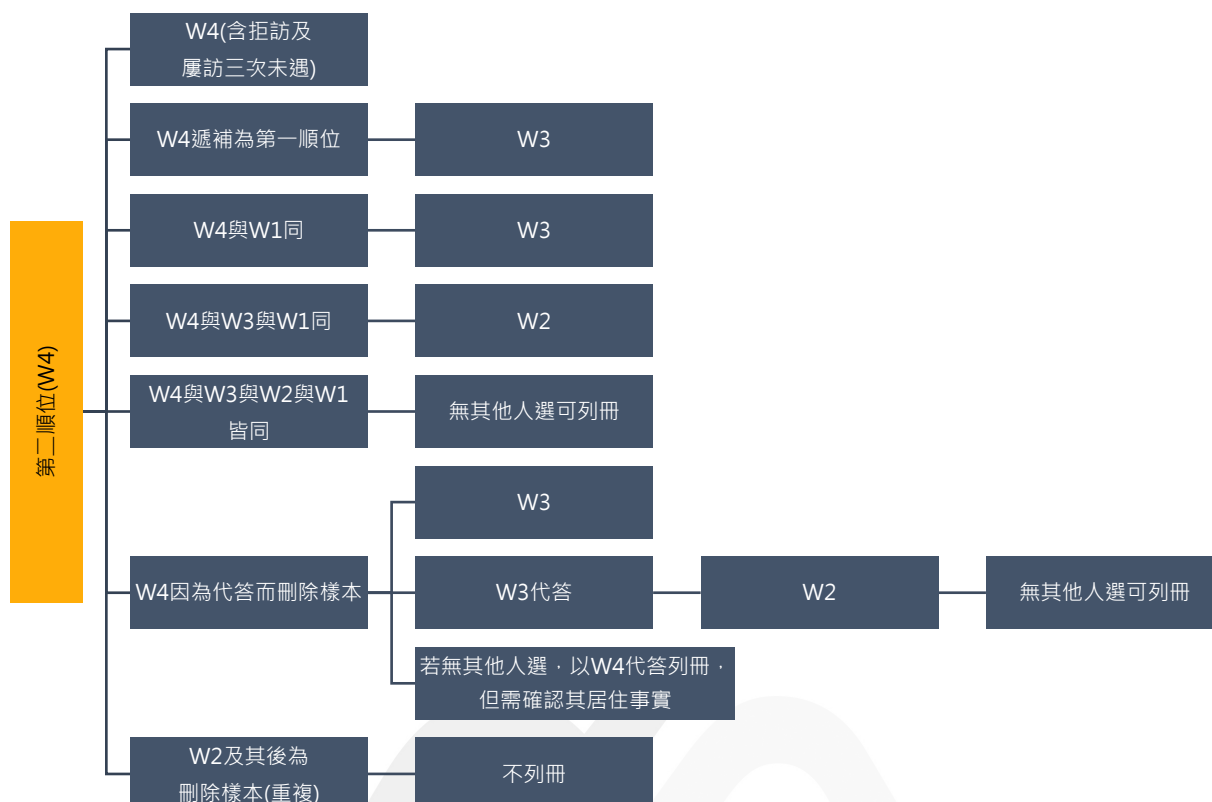 W4(含拒訪及
屢訪三次未遇)
W4遞補為第一順位
W3
W4與W1同
W3
W4與W3與W1同
W2
第二順位(W4)
W4與W3與W2與W1
皆同
無其他人選可列冊
W3
W4因為代答而刪除樣本
W3代答
W2
無其他人選可列冊
若無其他人選，以W4代答列冊，
但需確認其居住事實
W2及其後為
刪除樣本(重複)
不列冊